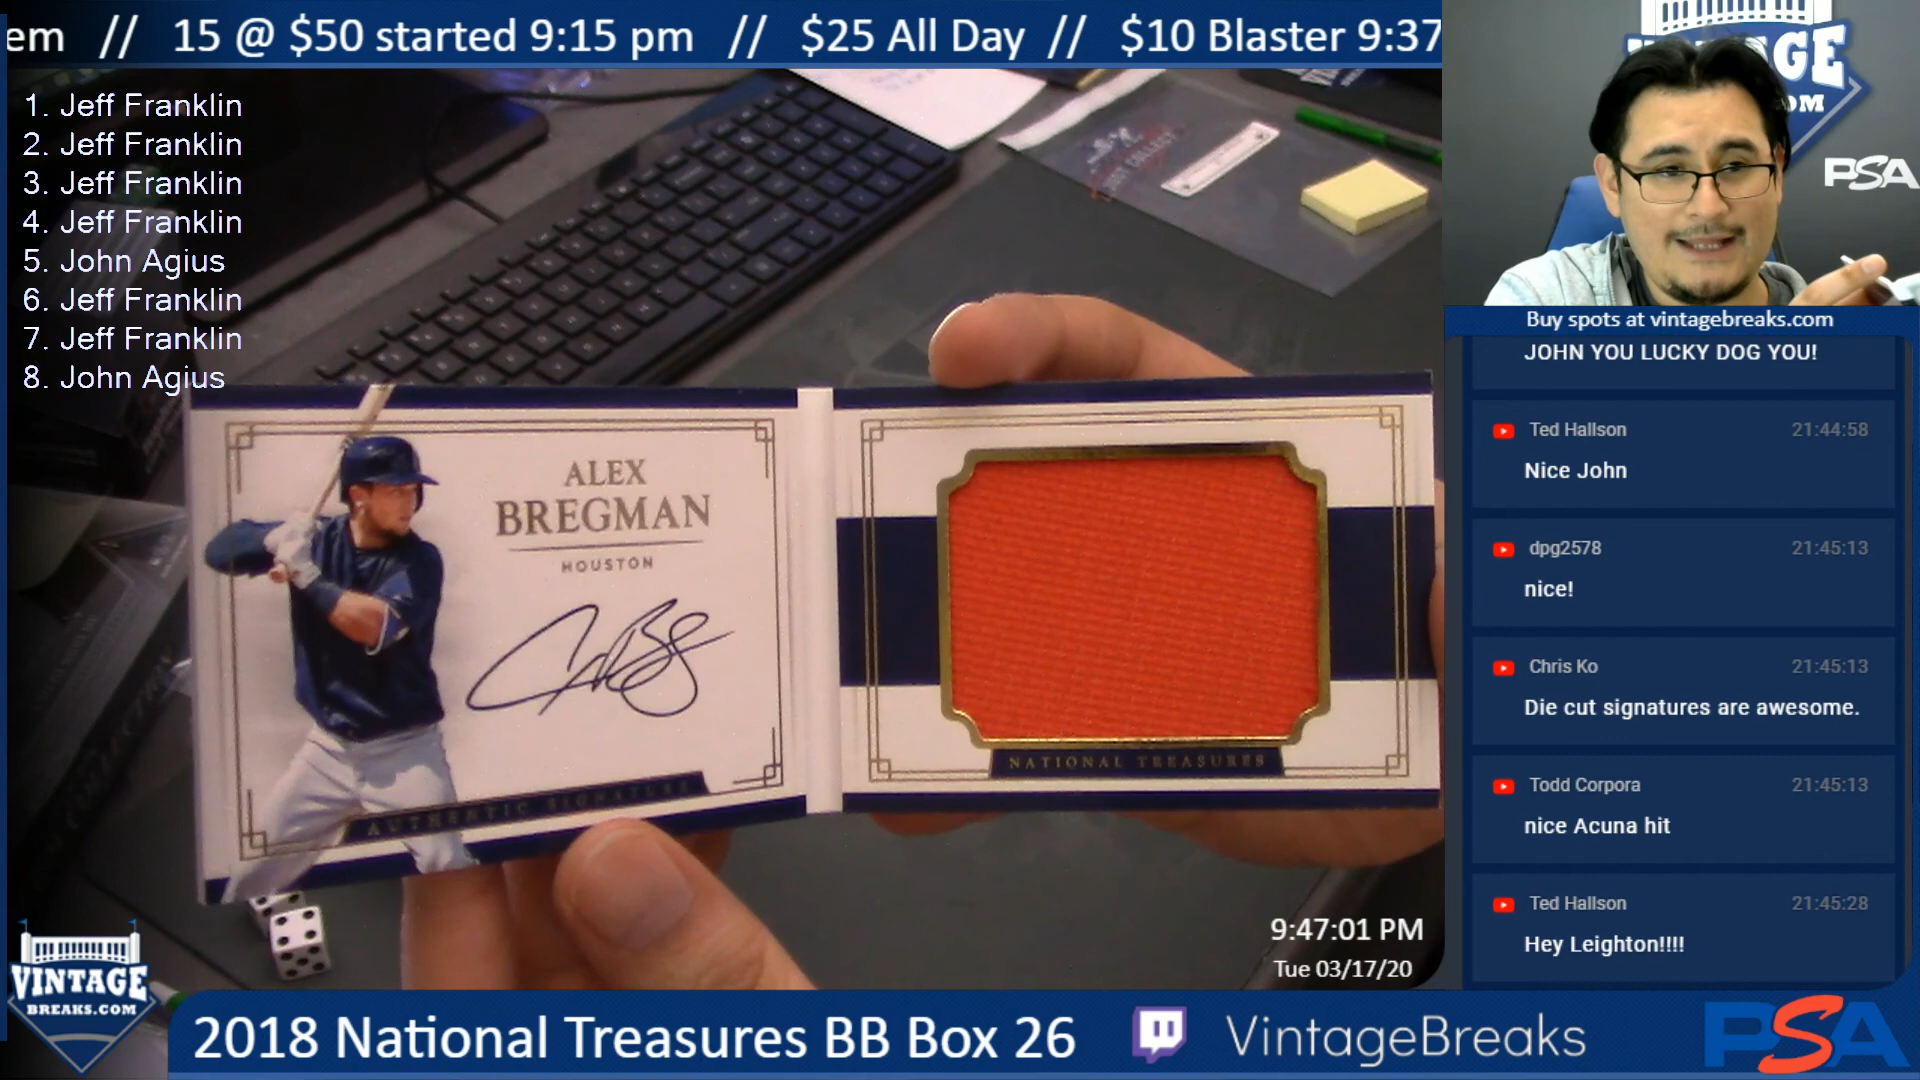 em // 15 @ $50 started 9:15 pm // $25 All Day // $10 Blaster 9:37
1. Jeff Franklin
2. Jeff Franklin
3. Jeff Franklin
4. Jeff Franklin
5. John Agius
6. Jeff Franklin
7. Jeff Franklin
8. John Agius
ALEX
BREGMAN
HOUSTON
AUTHENTIC SIGNATURE
NATIONAL TREASURES
PSA
Buy spots at vintagebreaks.com
JOHN YOU LUCKY DOG YOU!
Ted Hallson 21:44:58
Nice John
dpg2578 21:45:13
nice!
Chris Ko 21:45:13
Die cut signatures are awesome.
Todd Corpora 21:45:13
nice Acuna hit
Ted Hallson 21:45:28
Hey Leighton!!!!
9:47:01 PM
Tue 03/17/20
VINTAGE
BREAKS.COM
2018 National Treasures BB Box 26
VintageBreaks
PSA